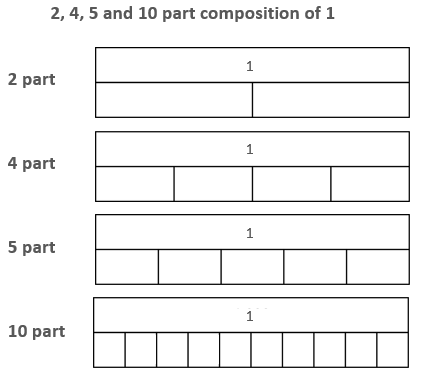 2, 4, 5 and 10 part composition of 1
2 part
1
4 part
1
5 part
1
10 part
1